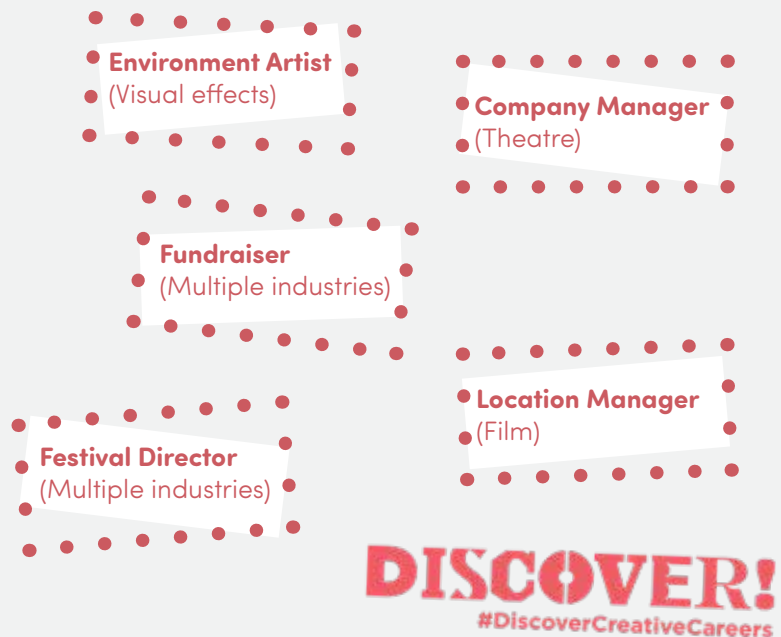 Environment Artist
(Visual effects)
Company Manager
(Theatre)
Fundraiser
(Multiple industries)
Location Manager
(Film)
Festival Director
(Multiple industries)
DISCOVER!
#DiscoverCreativeCareers